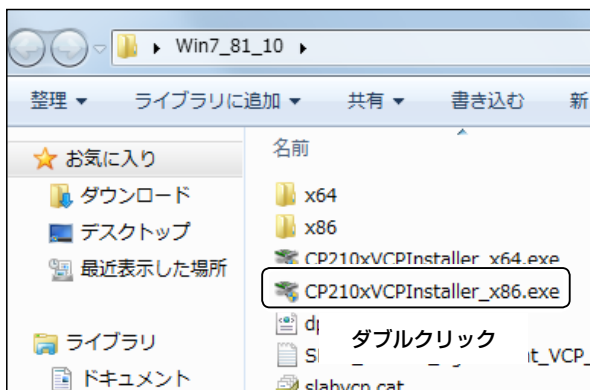 Win7_81_10
整理 ライブラリに追加 共有 書き込む 新
お気に入り
ダウンロード
デスクトップ
最近表示した場所
ライブラリ
ドキュメント
名前
x64
x86
CP210xVCPInstaller_x64.exe
CP210xVCPInstaller_x86.exe
ダブルクリック
t_VCP_
slabvcp.cat